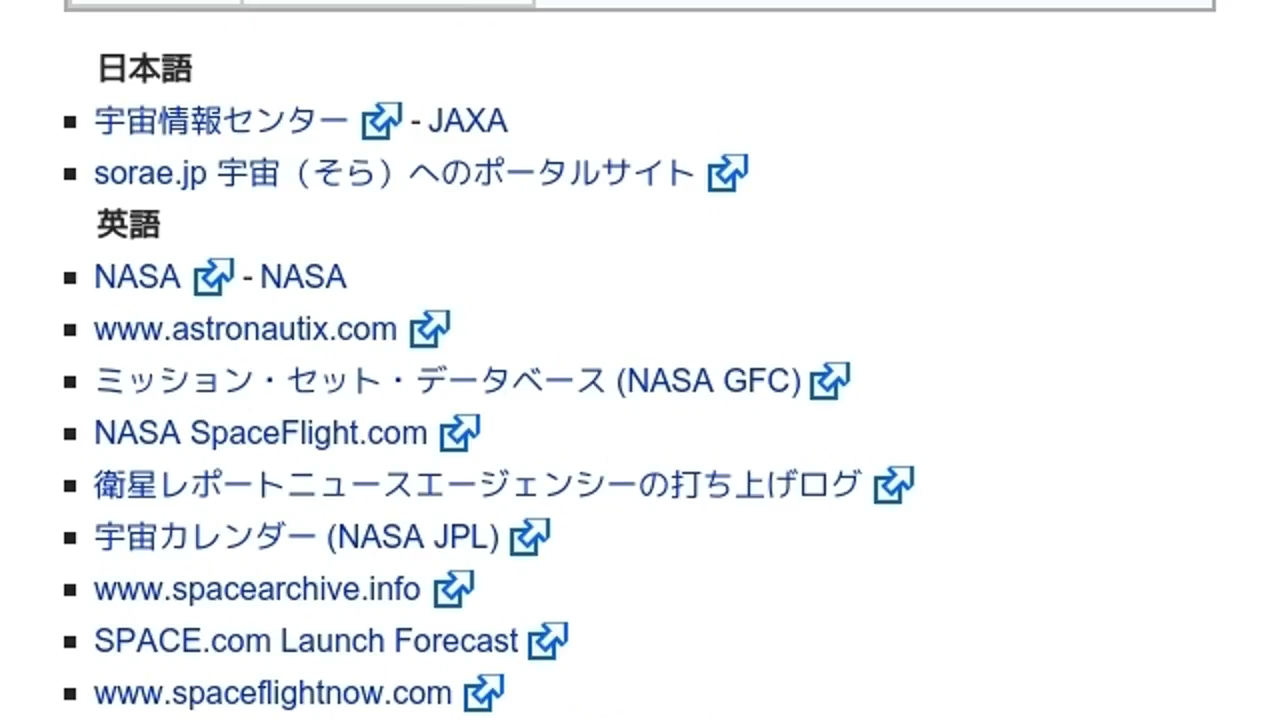 日本語
宇宙情報センター - JAXA
sorae.jp 宇宙（そら）へのポータルサイト
英語
NASA - NASA
www.astronautix.com
ミッション・セット・データベース (NASA GFC)
NASA SpaceFlight.com
衛星レポートニュースエージェンシーの打ち上げログ
宇宙カレンダー (NASA JPL)
www.spacearchive.info
SPACE.com Launch Forecast
www.spaceflightnow.com